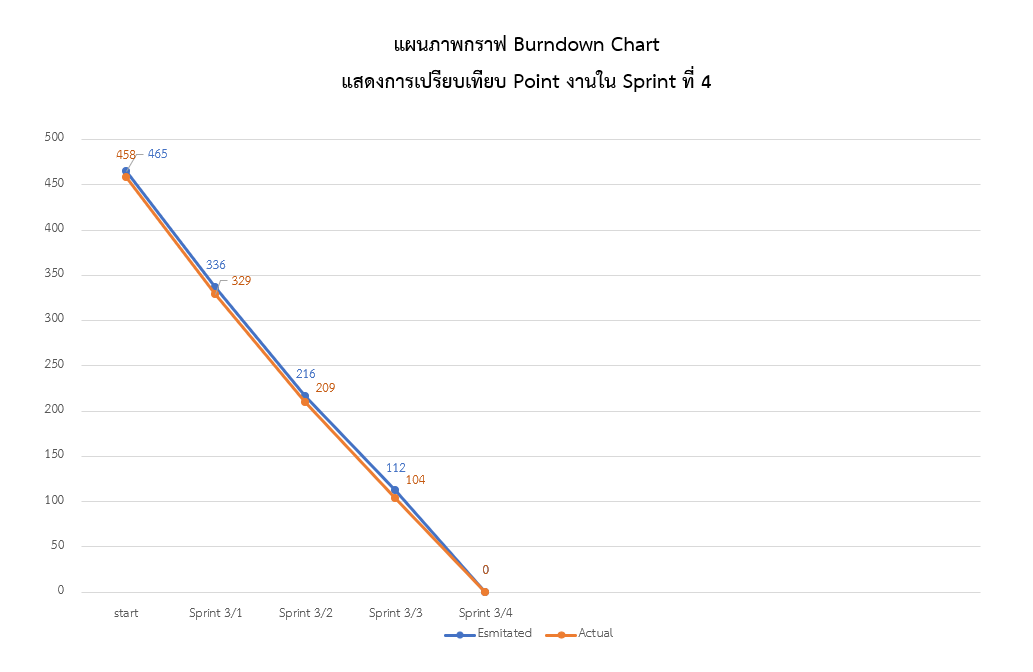 แผนภาพกราฟ Burndown Chart
แสดงการเปรียบเทียบ Point งานใน Sprint ที่ 4
500
450
400
350
300
250
200
150
100
50
0
458
465
336
329
216
209
112
104
0
start
Sprint 3/1
Sprint 3/2
Sprint 3/3
Sprint 3/4
Esmitated
Actual